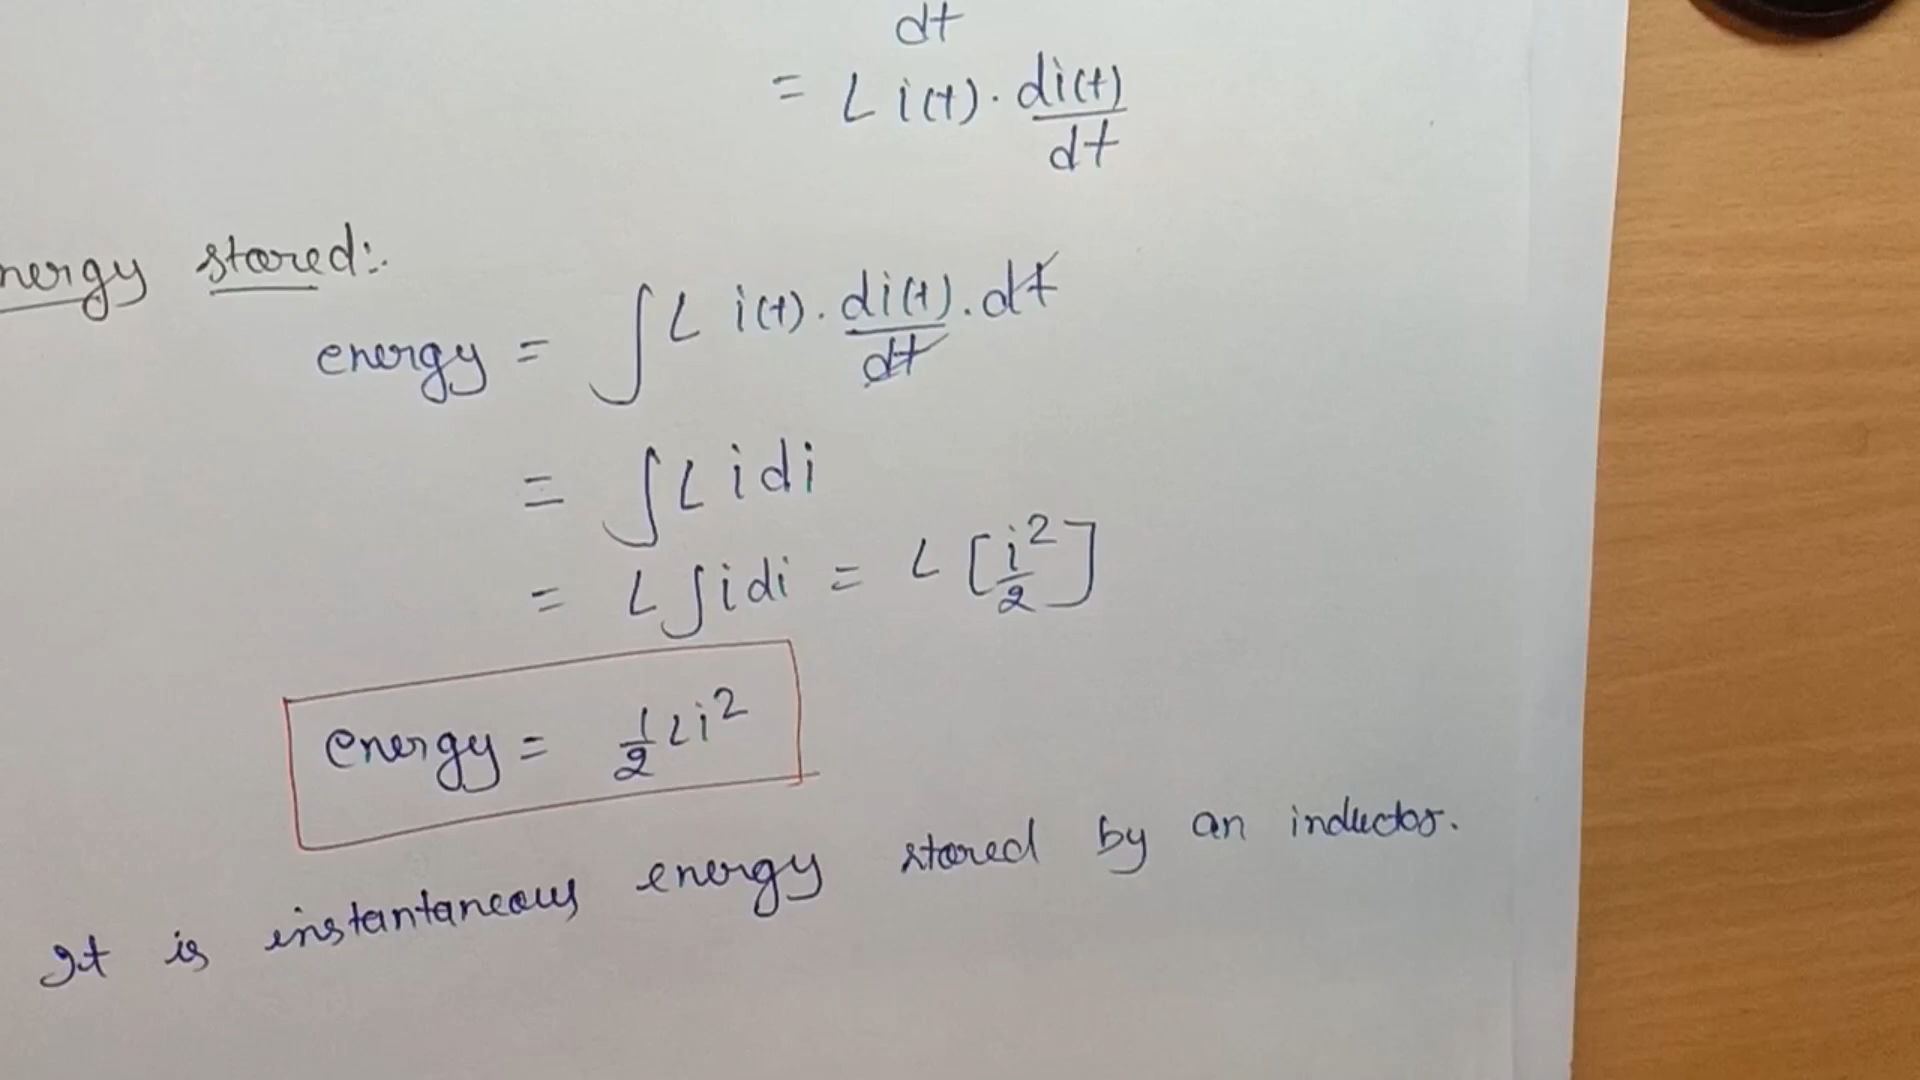 dt
= L i(t) . di(t)/dt
nergy stored:.
energy = ∫ L i(t) . di(t)/dt . dt
= ∫ L i di
= L ∫ i di = L [i²/2]
energy = 1/2 Li²
It is instantaneous energy stored by an inductor.